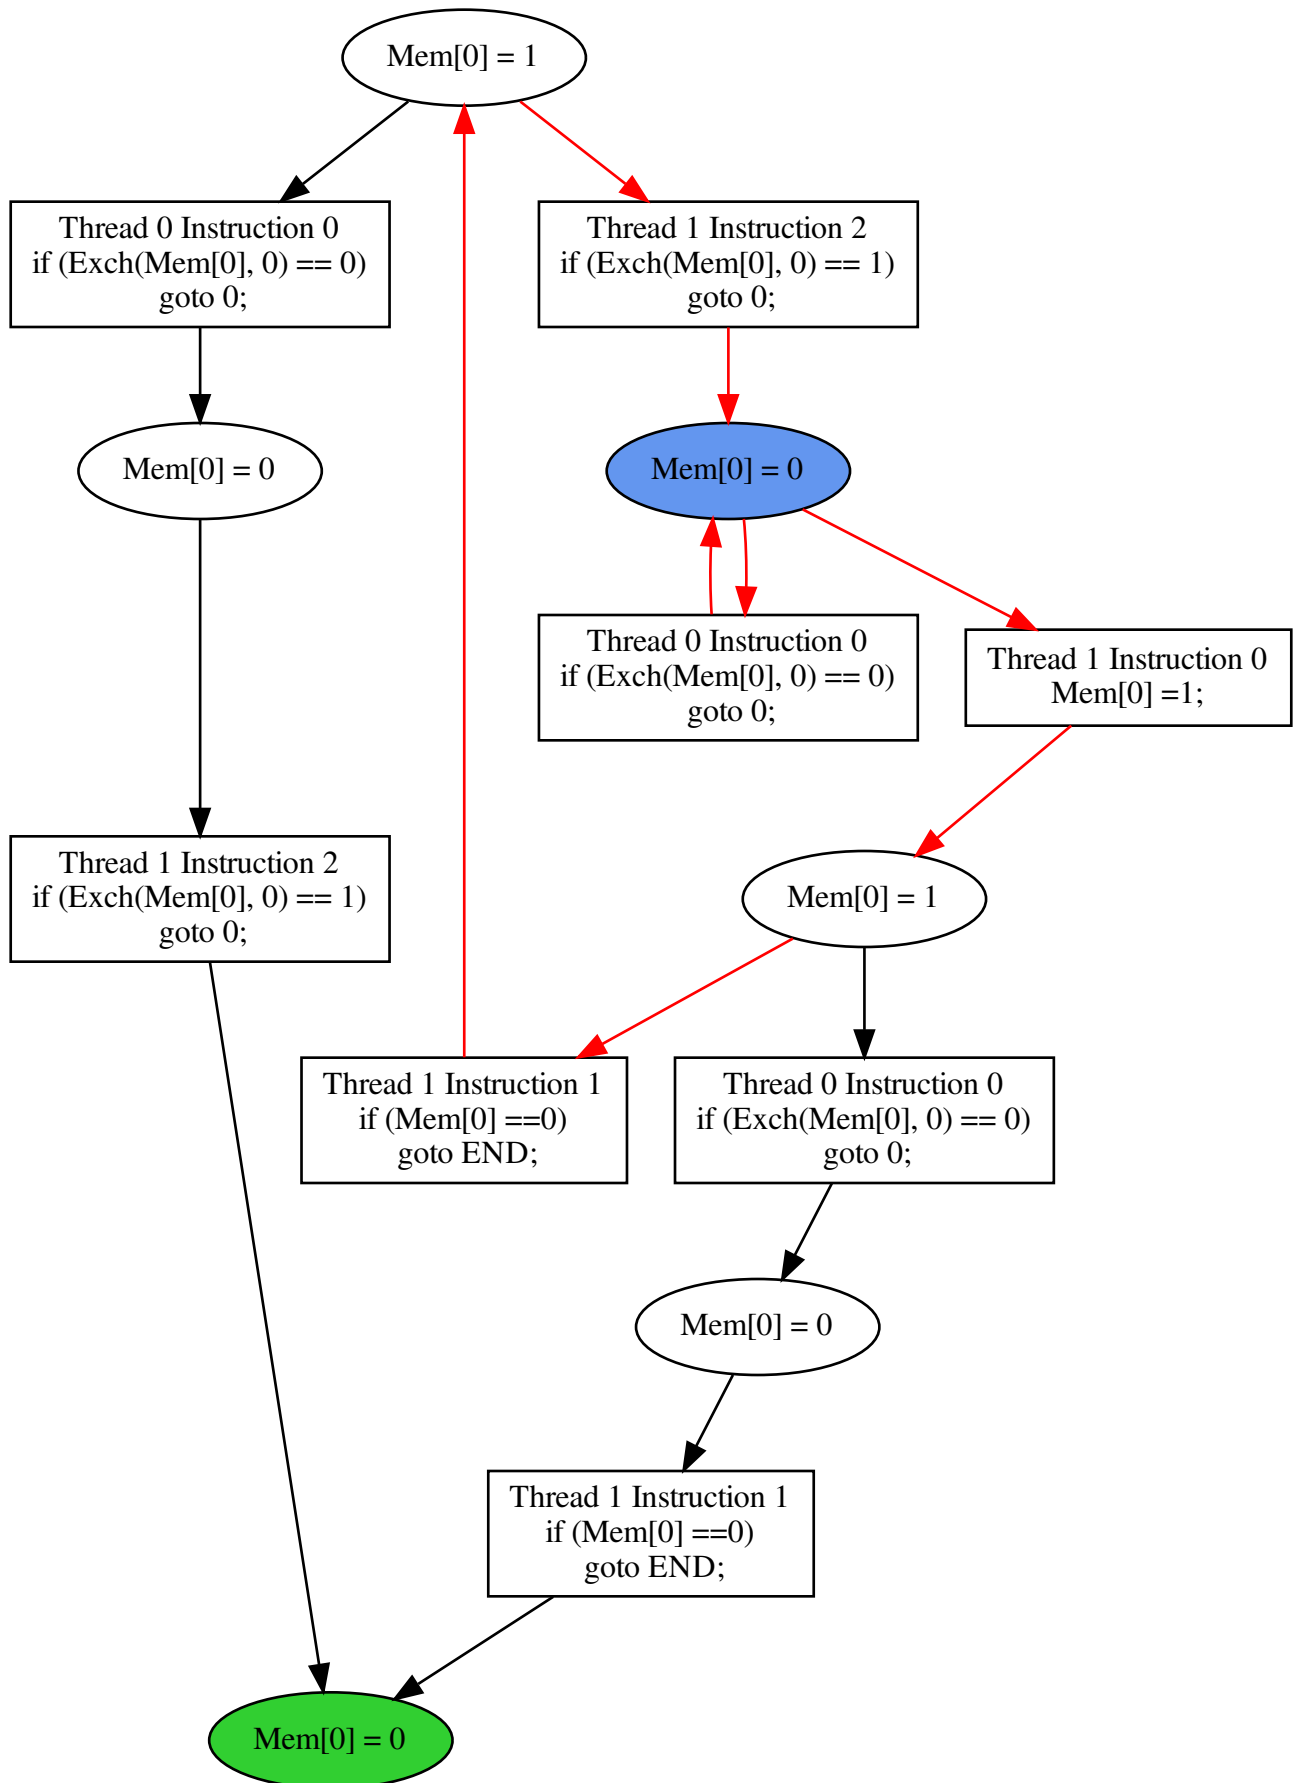 Mem[0] = 1
Thread 0 Instruction 0
if (Exch(Mem[0], 0) == 0)
goto 0;
Thread 1 Instruction 2
if (Exch(Mem[0], 0) == 1)
goto 0;
Mem[0] = 0
Mem[0] = 0
Thread 0 Instruction 0
if (Exch(Mem[0], 0) == 0)
goto 0;
Thread 1 Instruction 0
Mem[0] =1;
Thread 1 Instruction 2
if (Exch(Mem[0], 0) == 1)
goto 0;
Mem[0] = 1
Thread 1 Instruction 1
if (Mem[0] ==0)
goto END;
Thread 0 Instruction 0
if (Exch(Mem[0], 0) == 0)
goto 0;
Mem[0] = 0
Thread 1 Instruction 1
if (Mem[0] ==0)
goto END;
Mem[0] = 0